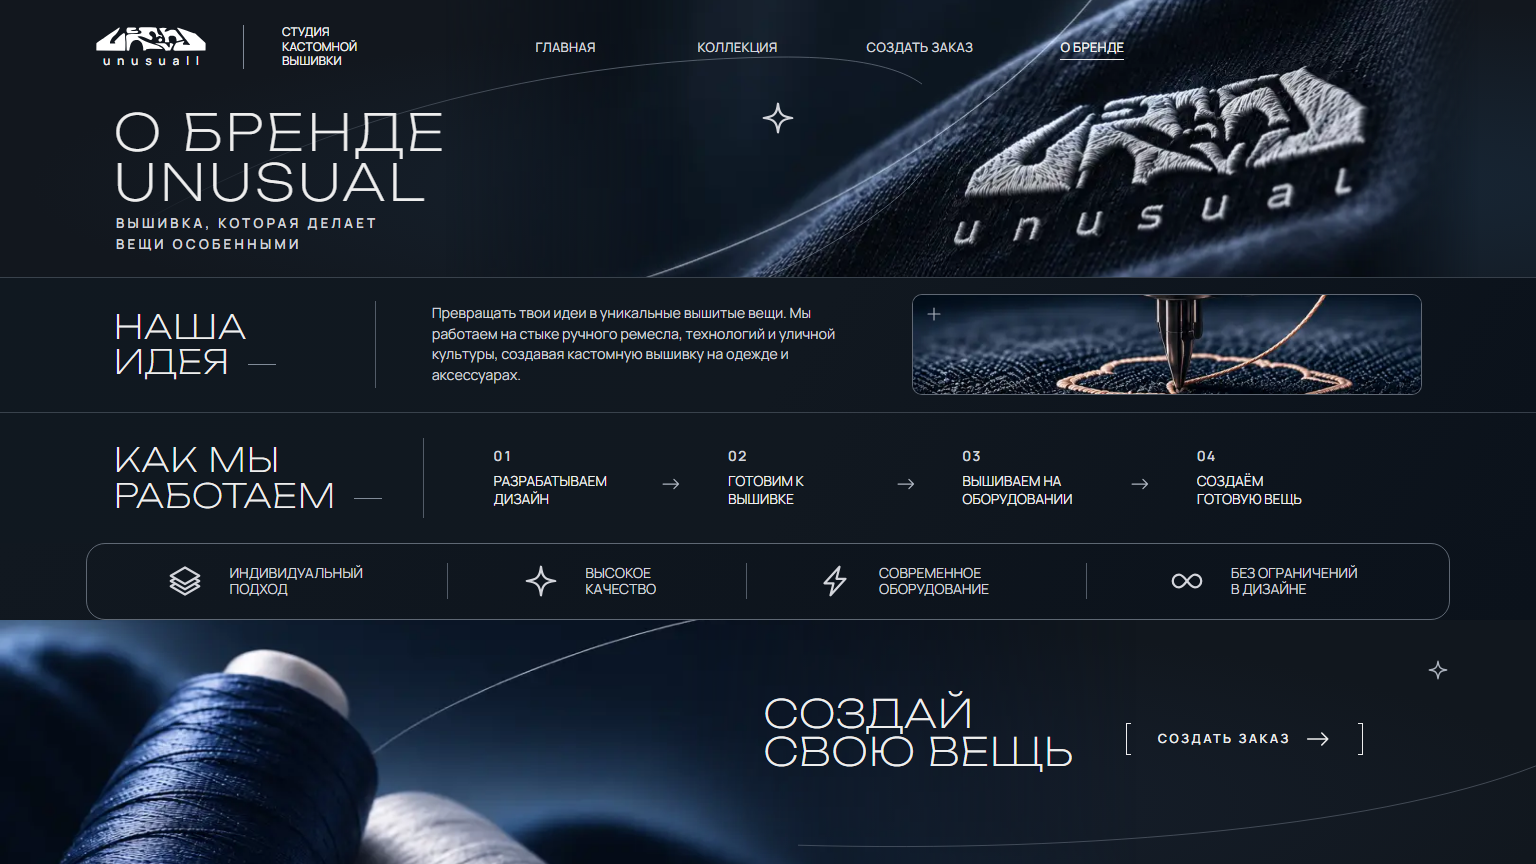 unusuall
СТУДИЯ
КАСТОМНОЙ
ВЫШИВКИ
ГЛАВНАЯ
КОЛЛЕКЦИЯ
СОЗДАТЬ ЗАКАЗ
О БРЕНДЕ
О БРЕНДЕ
UNUSUAL
ВЫШИВКА, КОТОРАЯ ДЕЛАЕТ
ВЕЩИ ОСОБЕННЫМИ
unusual
НАША
ИДЕЯ —
Превращать твои идеи в уникальные вышитые вещи. Мы
работаем на стыке ручного ремесла, технологий и уличной
культуры, создавая кастомную вышивку на одежде и
аксессуарах.
КАК МЫ
РАБОТАЕМ —
01
РАЗРАБАТЫВАЕМ
ДИЗАЙН
02
ГОТОВИМ К
ВЫШИВКЕ
03
ВЫШИВАЕМ НА
ОБОРУДОВАНИИ
04
СОЗДАЁМ
ГОТОВУЮ ВЕЩЬ
ИНДИВИДУАЛЬНЫЙ
ПОДХОД
ВЫСОКОЕ
КАЧЕСТВО
СОВРЕМЕННОЕ
ОБОРУДОВАНИЕ
БЕЗ ОГРАНИЧЕНИЙ
В ДИЗАЙНЕ
СОЗДАЙ
СВОЮ ВЕЩЬ
СОЗДАТЬ ЗАКАЗ